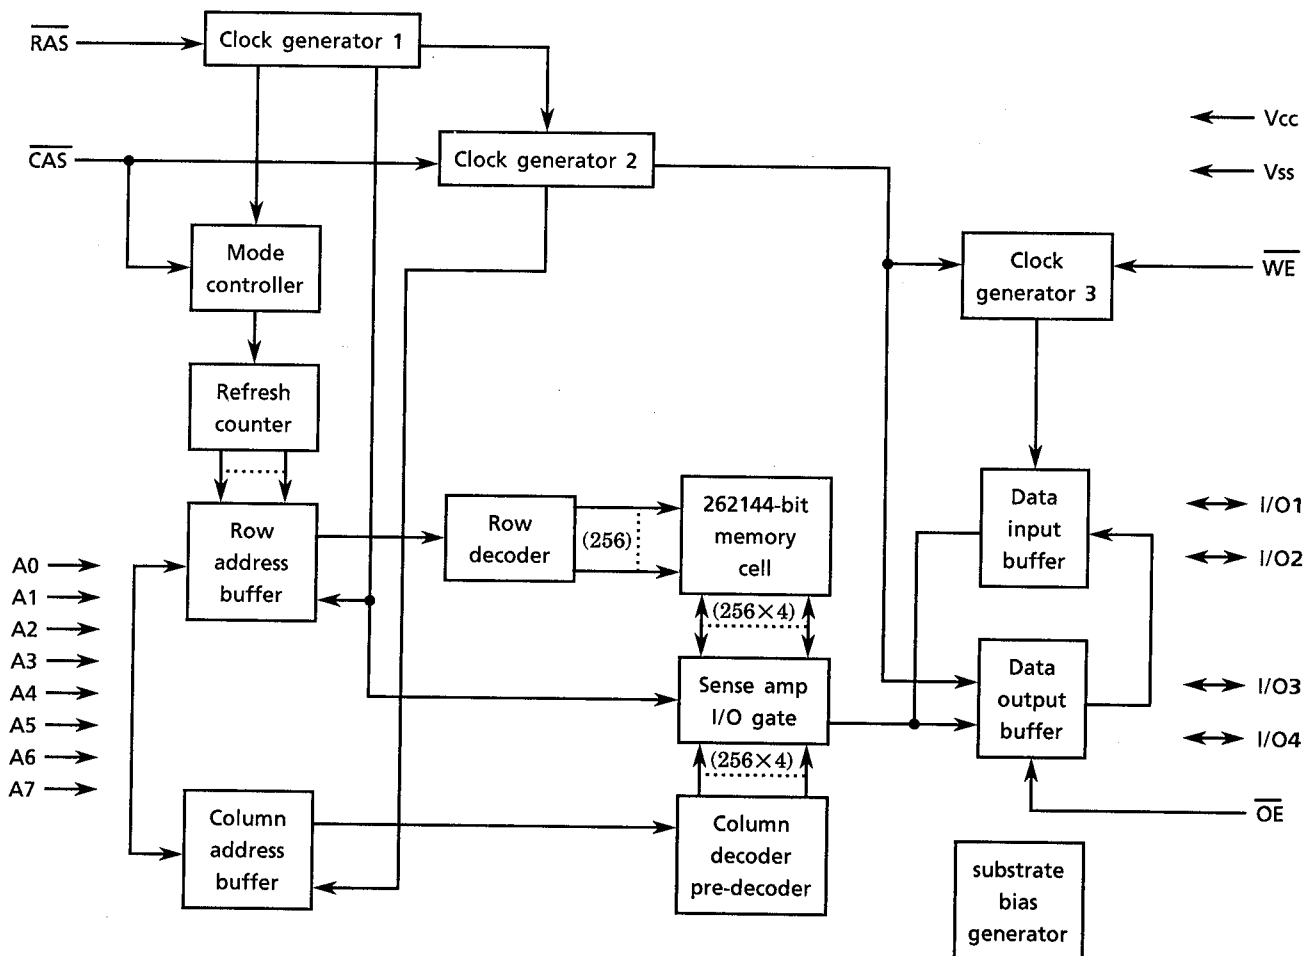 RAS
Clock generator 1
Vcc
CAS
Clock generator 2
Vss
Mode
controller
Clock
generator 3
WE
Refresh
counter
Row
address
buffer
Row
decoder
(256)
262144-bit
memory
cell
Data
input
buffer
I/O1
I/O2
A0
A1
A2
A3
A4
A5
A6
A7
(256×4)
Sense amp
I/O gate
Data
output
buffer
I/O3
I/O4
(256×4)
Column
address
buffer
Column
decoder
pre-decoder
OE
substrate
bias
generator